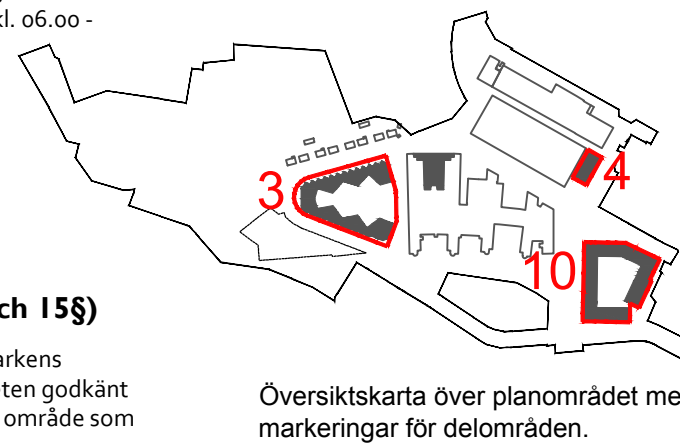 kl. 06.00 -
3
4
10
ch 15§)
arkens
ten godkänt
område som
Översiktskarta över planområdet me
markeringar för delområden.